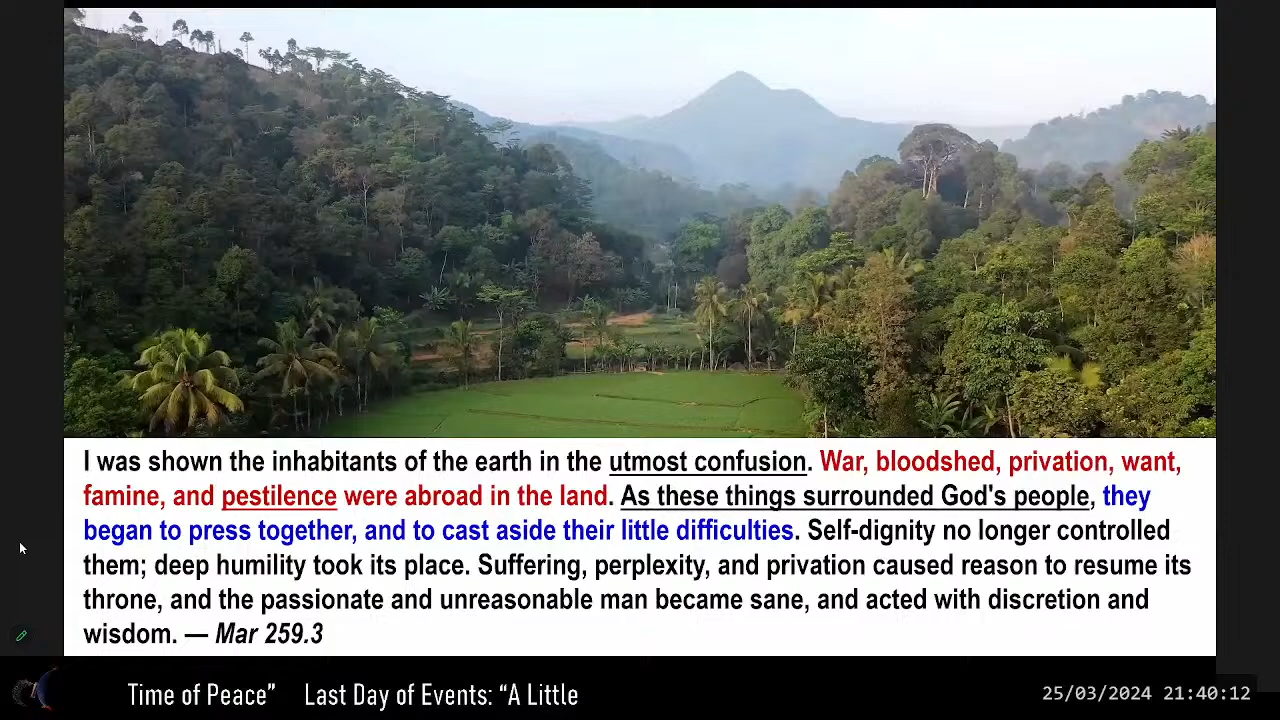 I was shown the inhabitants of the earth in the utmost confusion. War, bloodshed, privation, want,
famine, and pestilence were abroad in the land. As these things surrounded God's people, they
began to press together, and to cast aside their little difficulties. Self-dignity no longer controlled
them; deep humility took its place. Suffering, perplexity, and privation caused reason to resume its
throne, and the passionate and unreasonable man became sane, and acted with discretion and
wisdom. — Mar 259.3
Time of Peace” Last Day of Events: “A Little
25/03/2024 21:40:12